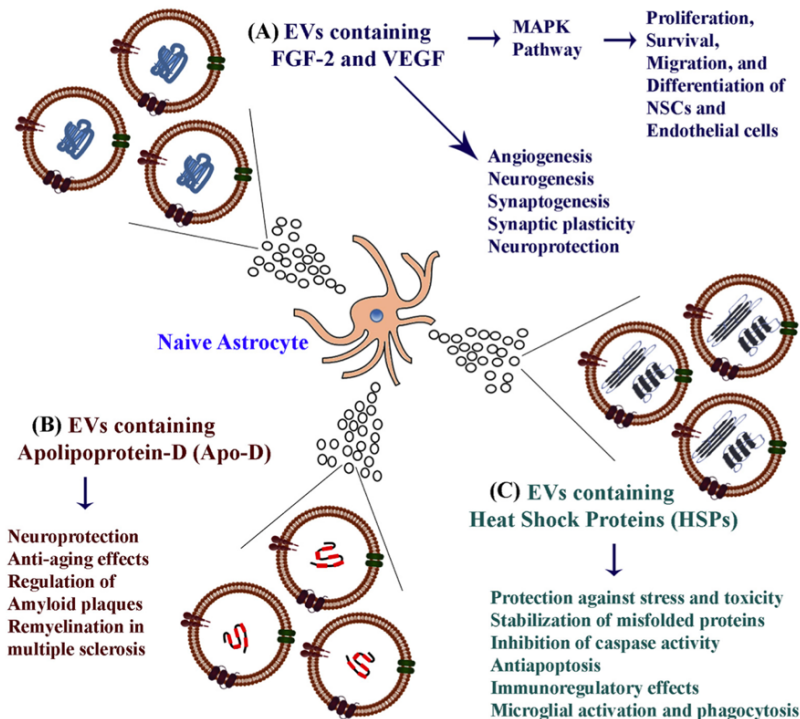 (A) EVs containing
FGF-2 and VEGF
MAPK
Pathway
Proliferation,
Survival,
Migration, and
Differentiation of
NSCs and
Endothelial cells
Angiogenesis
Neurogenesis
Synaptogenesis
Synaptic plasticity
Neuroprotection
Naive Astrocyte
(B) EVs containing
Apolipoprotein-D (Apo-D)
Neuroprotection
Anti-aging effects
Regulation of
Amyloid plaques
Remyelination in
multiple sclerosis
(C) EVs containing
Heat Shock Proteins (HSPs)
Protection against stress and toxicity
Stabilization of misfolded proteins
Inhibition of caspase activity
Antiapoptosis
Immunoregulatory effects
Microglial activation and phagocytosis